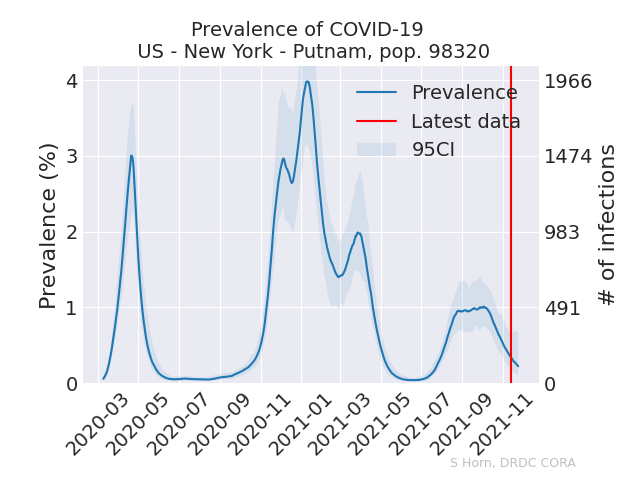 Prevalence of COVID-19
US - New York - Putnam, pop. 98320
Prevalence
Latest data
95CI
Prevalence (%)
4
3
2
1
0
# of infections
1966
1474
983
491
0
2020-03
2020-05
2020-07
2020-09
2020-11
2021-01
2021-03
2021-05
2021-07
2021-09
2021-11
S Horn, DRDC CORA